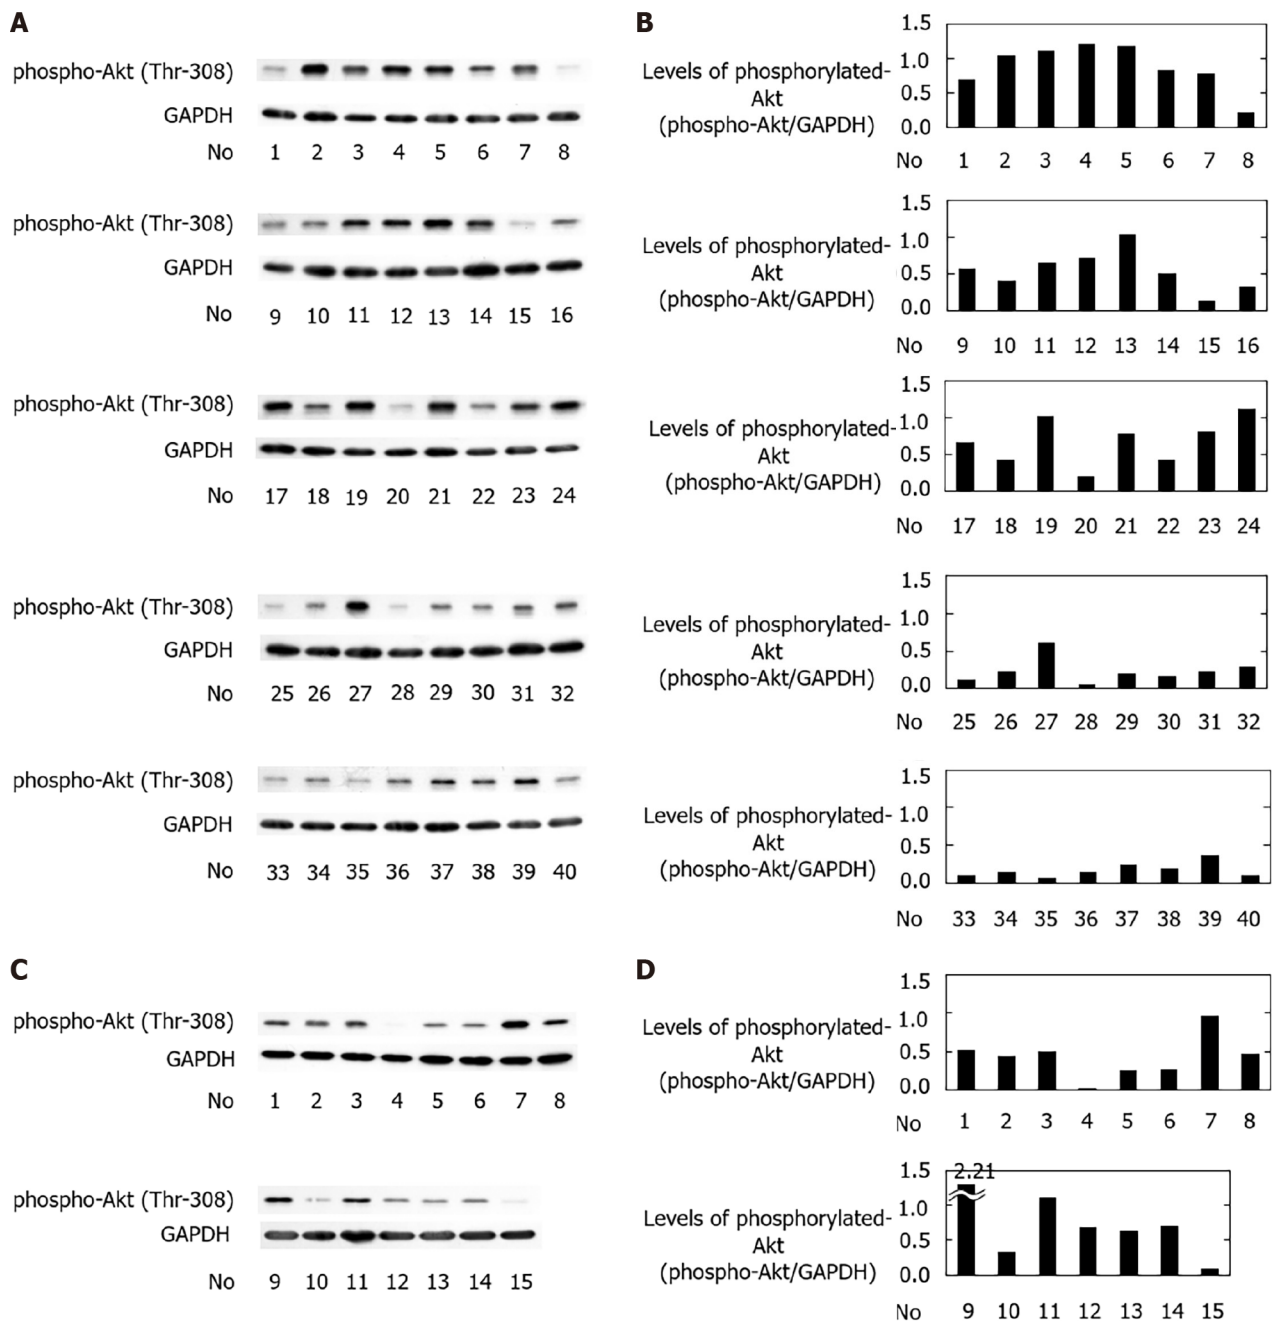 A
phospho-Akt (Thr-308)
GAPDH
No 1 2 3 4 5 6 7 8
phospho-Akt (Thr-308)
GAPDH
No 9 10 11 12 13 14 15 16
phospho-Akt (Thr-308)
GAPDH
No 17 18 19 20 21 22 23 24
phospho-Akt (Thr-308)
GAPDH
No 25 26 27 28 29 30 31 32
phospho-Akt (Thr-308)
GAPDH
No 33 34 35 36 37 38 39 40
B
1.5
1.0
0.5
0.0
Levels of phosphorylated-
Akt
(phospho-Akt/GAPDH)
No 1 2 3 4 5 6 7 8
1.5
1.0
0.5
0.0
Levels of phosphorylated-
Akt
(phospho-Akt/GAPDH)
No 9 10 11 12 13 14 15 16
1.5
1.0
0.5
0.0
Levels of phosphorylated-
Akt
(phospho-Akt/GAPDH)
No 17 18 19 20 21 22 23 24
1.5
1.0
0.5
0.0
Levels of phosphorylated-
Akt
(phospho-Akt/GAPDH)
No 25 26 27 28 29 30 31 32
1.5
1.0
0.5
0.0
Levels of phosphorylated-
Akt
(phospho-Akt/GAPDH)
No 33 34 35 36 37 38 39 40
C
phospho-Akt (Thr-308)
GAPDH
No 1 2 3 4 5 6 7 8
phospho-Akt (Thr-308)
GAPDH
No 9 10 11 12 13 14 15
D
1.5
1.0
0.5
0.0
Levels of phosphorylated-
Akt
(phospho-Akt/GAPDH)
No 1 2 3 4 5 6 7 8
1.5
1.0
0.5
0.0
2.21
Levels of phosphorylated-
Akt
(phospho-Akt/GAPDH)
No 9 10 11 12 13 14 15